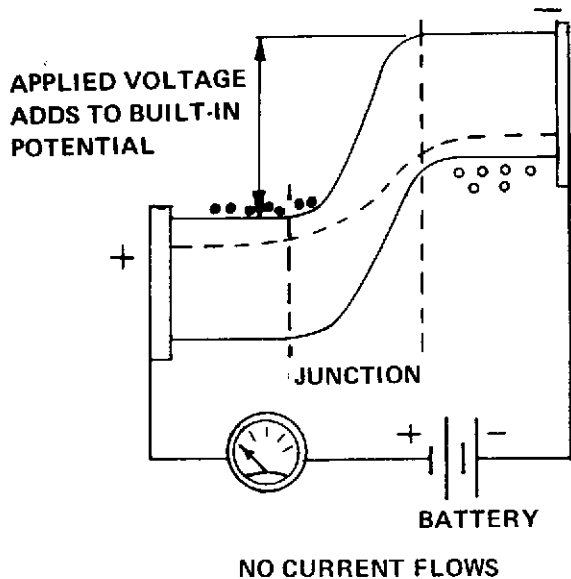 −
APPLIED VOLTAGE
ADDS TO BUILT-IN
POTENTIAL
+
JUNCTION
+ −
BATTERY
NO CURRENT FLOWS